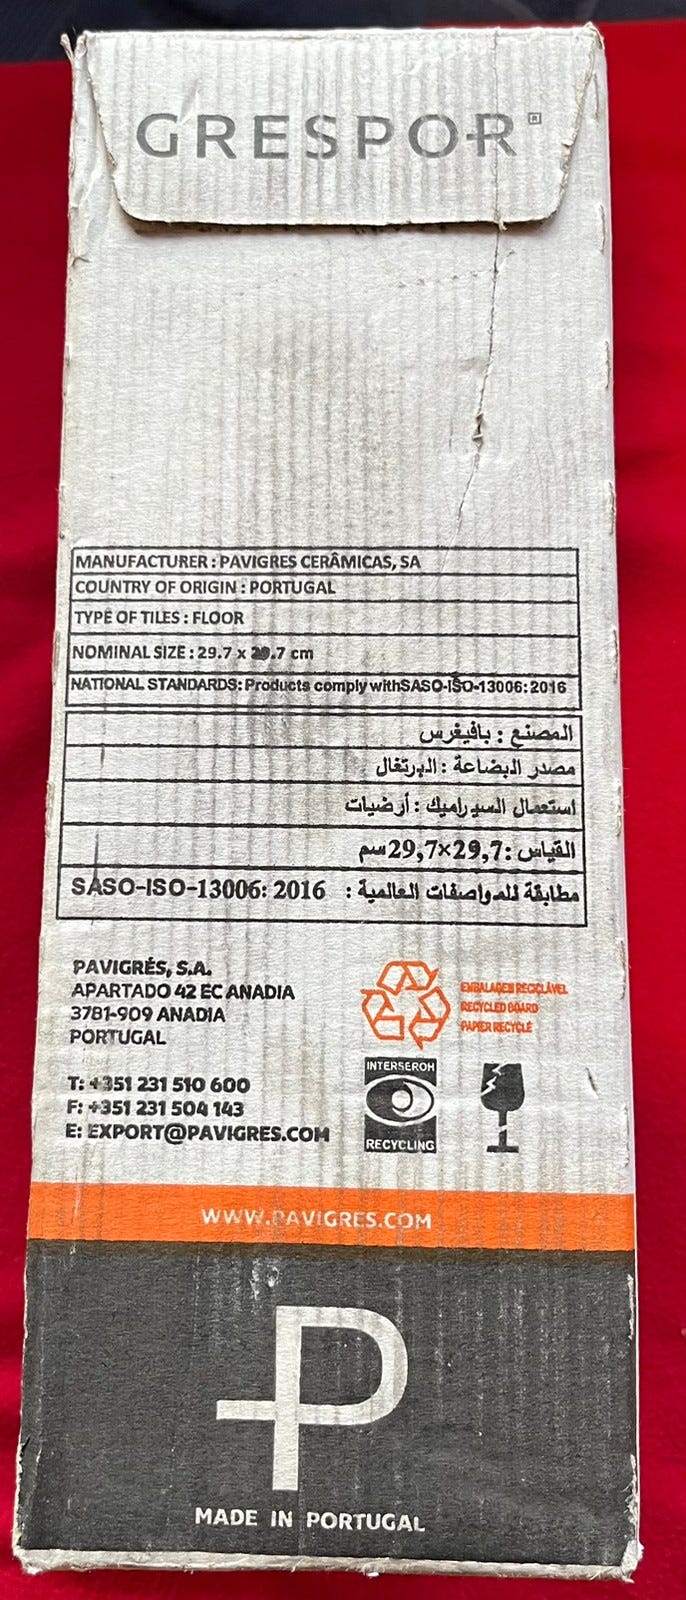 GRESPOR®
MANUFACTURER : PAVIGRES CERÂMICAS, SA
COUNTRY OF ORIGIN : PORTUGAL
TYPE OF TILES : FLOOR
NOMINAL SIZE : 29.7 x 29.7 cm
NATIONAL STANDARDS: Products comply withSASO-ISO-13006: 2016
المصنع : بافيغرس
مصدر البضاعة : البرتغال
استعمال السيراميك : أرضيات
القياس :29,7×29,7سم
مطابقة للمواصفات العالمية : SASO-ISO-13006: 2016
PAVIGRÉS, S.A.
APARTADO 42 EC ANADIA
3781-909 ANADIA
PORTUGAL
T: +351 231 510 600
F: +351 231 504 143
E: EXPORT@PAVIGRES.COM
EMBALAGEM RECICLÁVEL
RECYCLED BOARD
PAPIER RECYCLÉ
INTERSEROH
RECYCLING
WWW.PAVIGRES.COM
P
MADE IN PORTUGAL